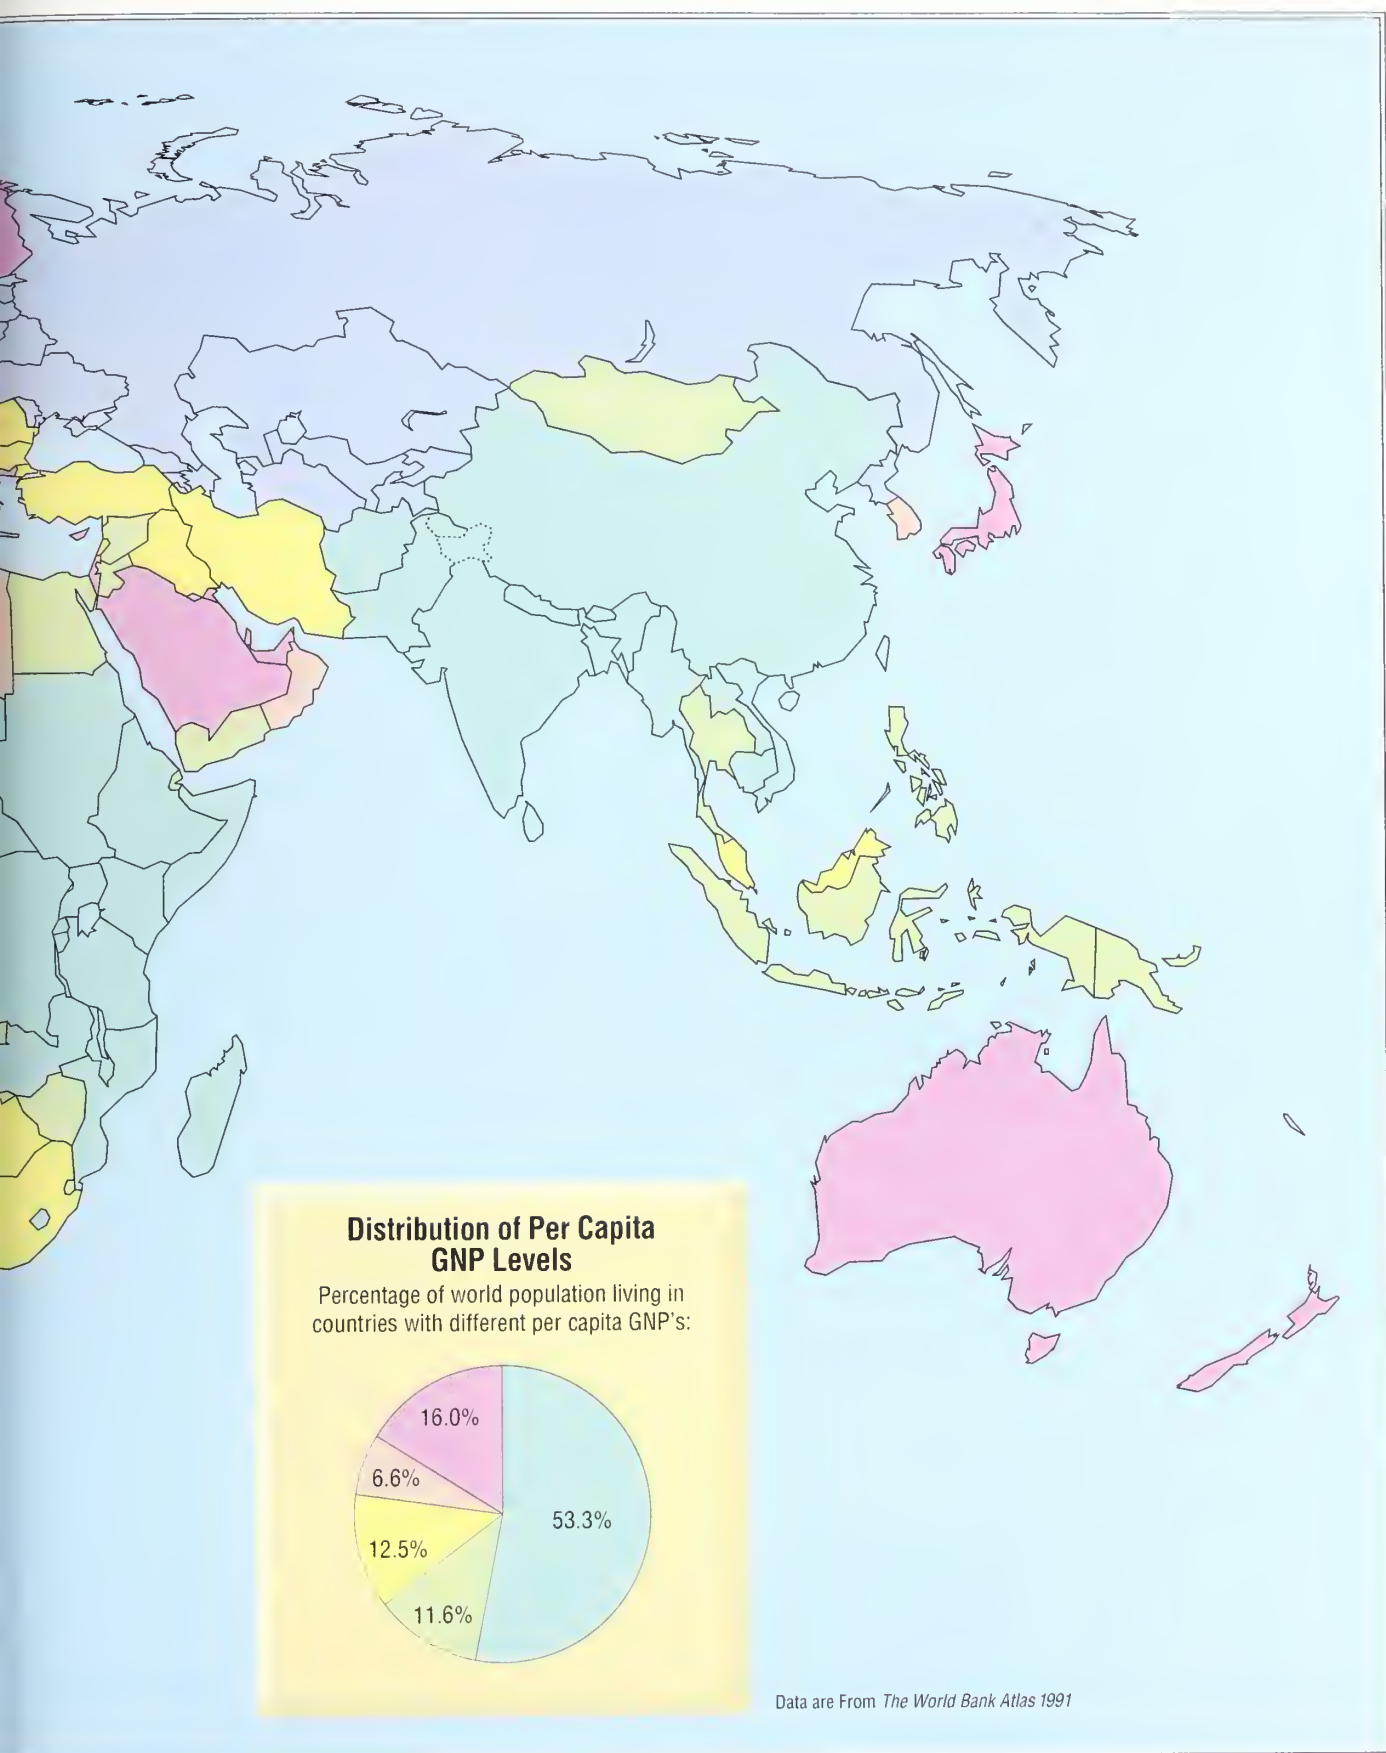 Distribution of Per Capita
GNP Levels
Percentage of world population living in
countries with different per capita GNP's:
16.0%
6.6%
53.3%
12.5%
11.6%
Data are From The World Bank Atlas 1991